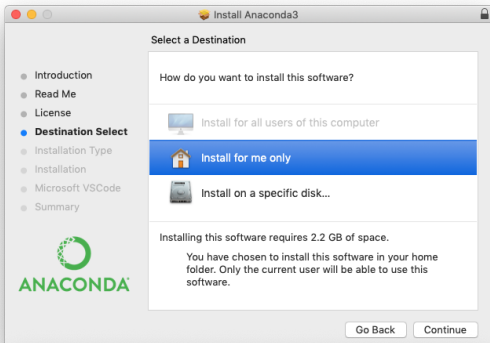 Install Anaconda3
Select a Destination
Introduction
Read Me
License
Destination Select
Installation Type
Installation
Microsoft VSCode
Summary
How do you want to install this software?
Install for all users of this computer
Install for me only
Install on a specific disk...
Installing this software requires 2.2 GB of space.
You have chosen to install this software in your home
folder. Only the current user will be able to use this
software.
ANACONDA
Go Back
Continue